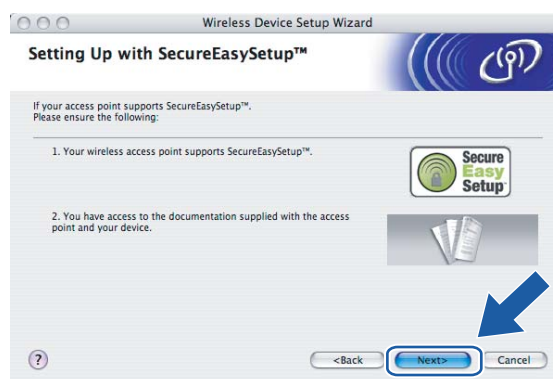 Wireless Device Setup Wizard
Setting Up with SecureEasySetup™
If your access point supports SecureEasySetup™.
Please ensure the following:
1. Your wireless access point supports SecureEasySetup™.
Secure
Easy
Setup
2. You have access to the documentation supplied with the access
point and your device.
?
<Back
Next>
Cancel